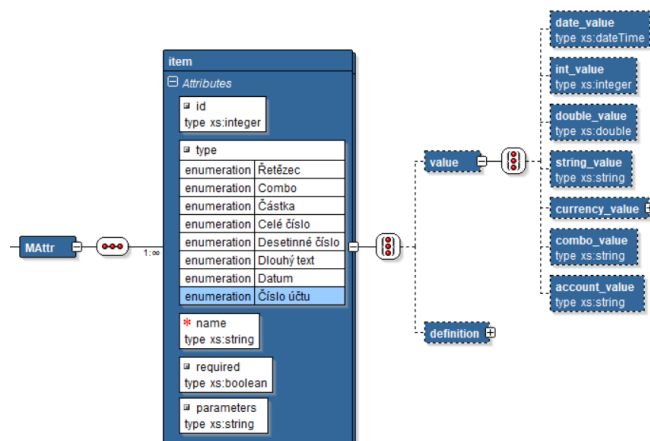 date_value
type xs:dateTime
item
Attributes
int_value
type xs:integer
id
type xs:integer
double_value
type xs:double
type
value
string_value
type xs:string
enumeration Řetězec
enumeration Combo
enumeration Částka
currency_value
enumeration Celé číslo
MAttr
1:∞
enumeration Desetinné číslo
combo_value
type xs:string
enumeration Dlouhý text
enumeration Datum
enumeration Číslo účtu
account_value
type xs:string
* name
type xs:string
definition
required
type xs:boolean
parameters
type xs:string